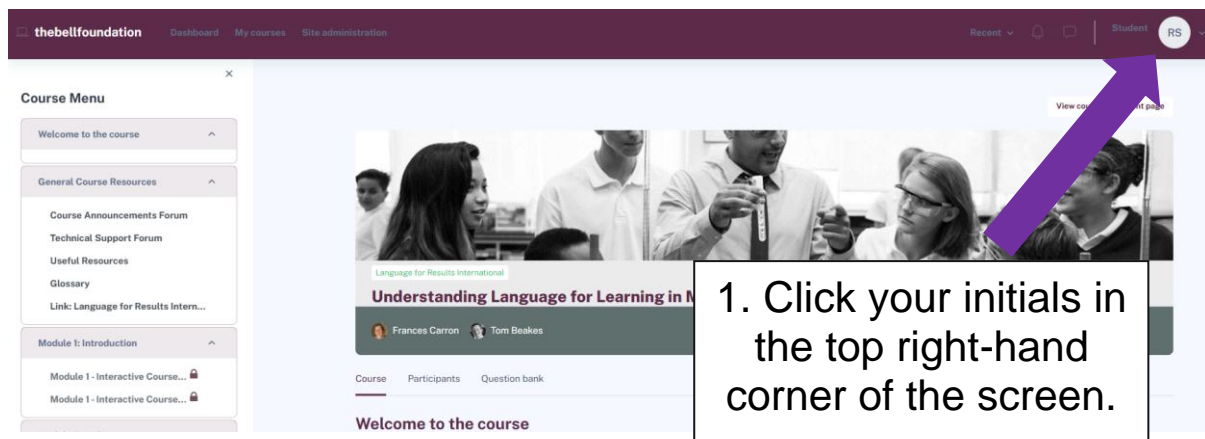 thebellfoundation Dashboard My courses Site administration Recent Student RS
Course Menu
View
Welcome to the course
General Course Resources
Course Announcements Forum
Technical Support Forum
Useful Resources
Glossary
Link: Language for Results Intern...
Module 1: Introduction
Module 1 - Interactive Course...
Module 1 - Interactive Course...
Language for Results International
Understanding Language for Learning in
Frances Carron Tom Beakes
Course Participants Question bank
Welcome to the course
1. Click your initials in
the top right-hand
corner of the screen.